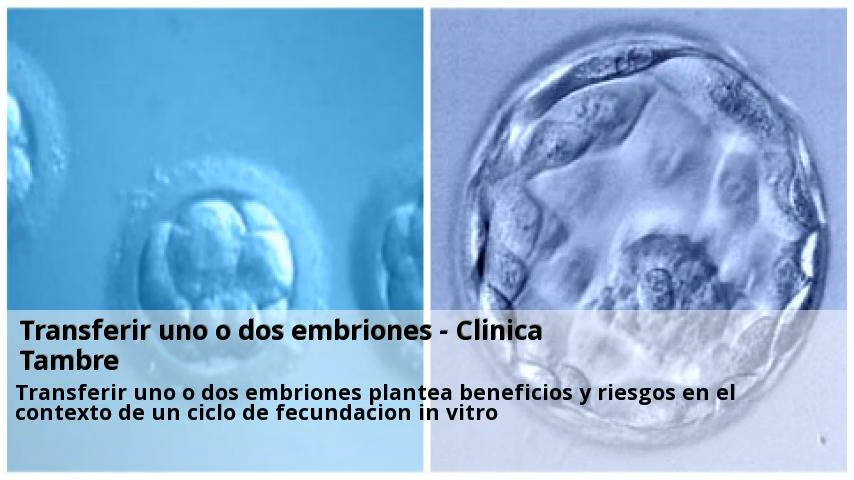 Transferir uno o dos embriones - Clinica
Tambre
Transferir uno o dos embriones plantea beneficios y riesgos en el
contexto de un ciclo de fecundacion in vitro